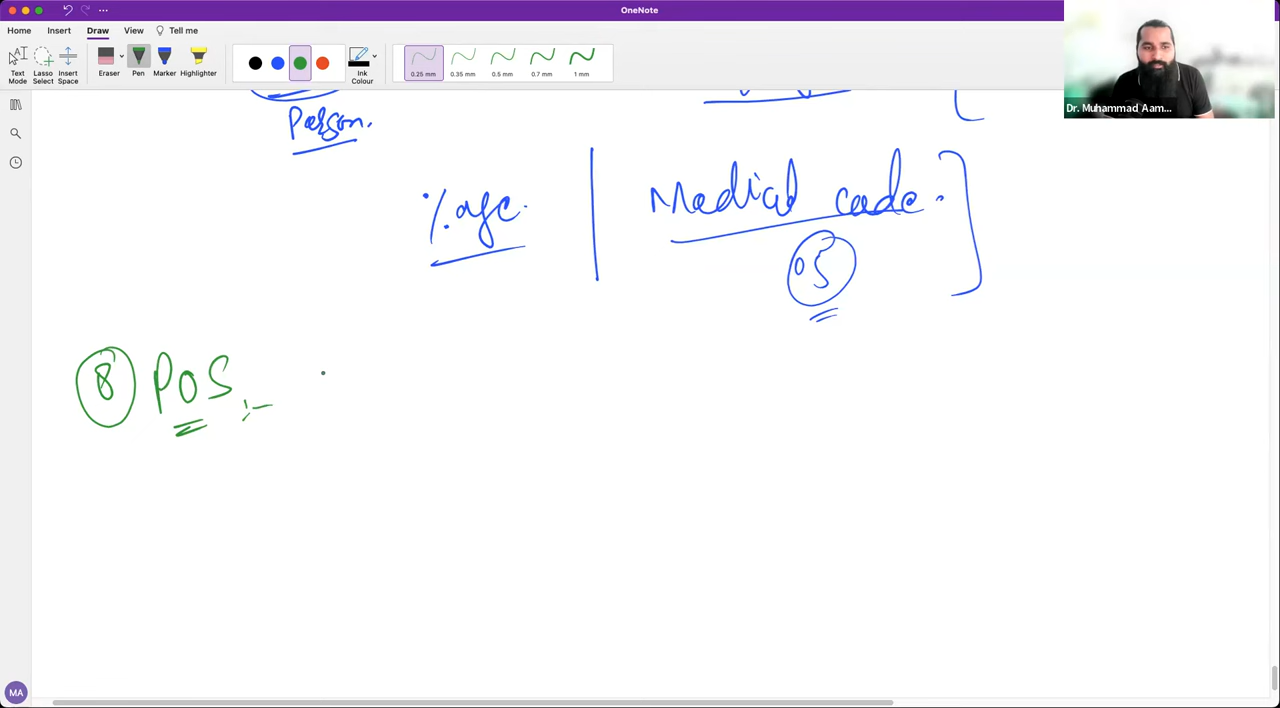 OneNote
Home Insert Draw View Tell me
Text Mode
Lasso Select
Insert Space
Eraser
Pen
Marker
Highlighter
Ink Colour
0.25 mm 0.35 mm 0.5 mm 0.7 mm 1 mm
Dr. Muhammad Aam...
%age. Medical code.
05
8 POS :-
MA